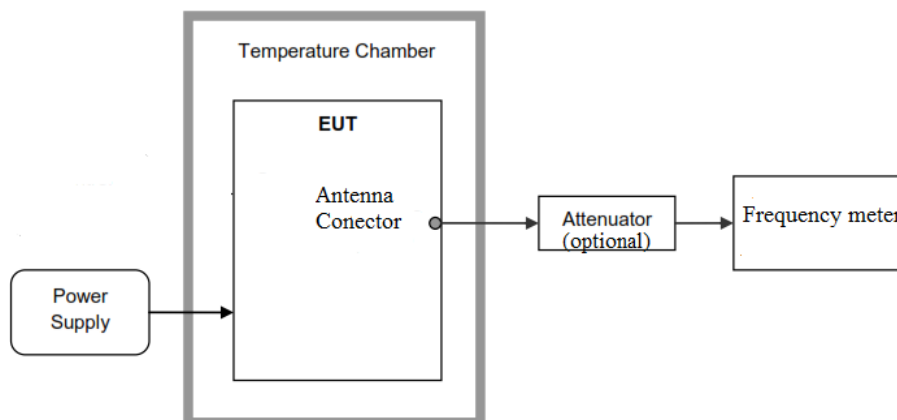 Temperature Chamber
EUT
Antenna
Conector
Attenuator
(optional)
Frequency meter
Power
Supply